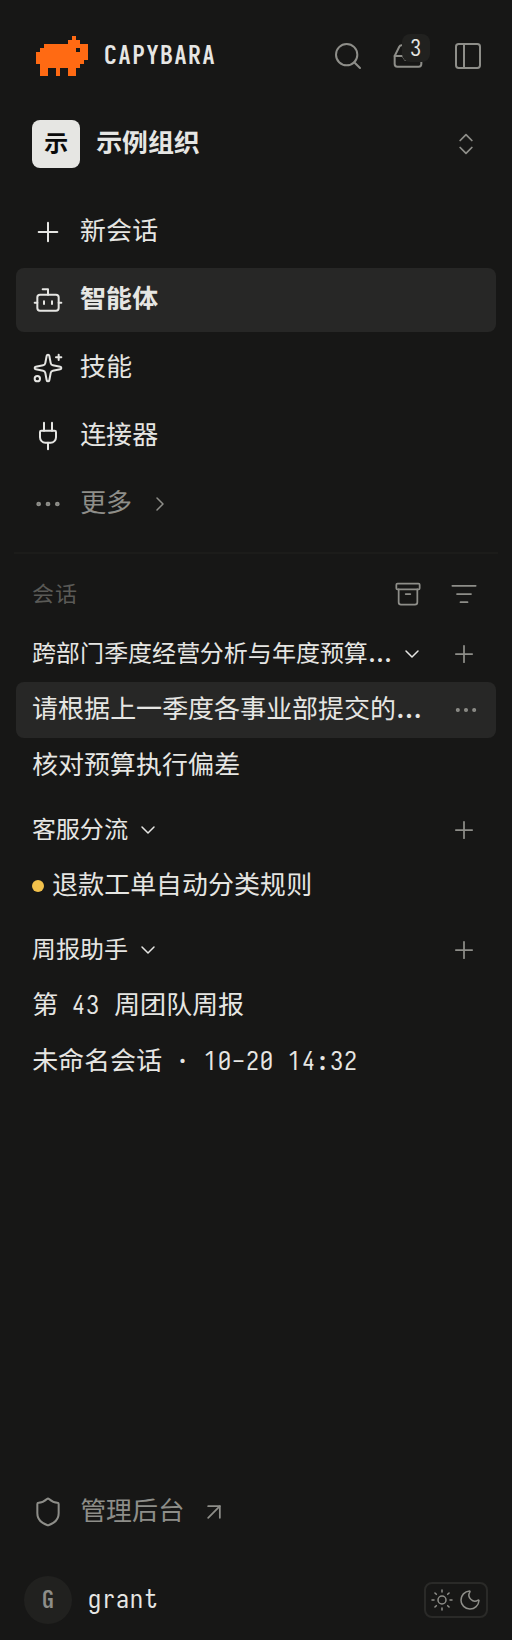 CAPYBARA
3
示 示例组织
新会话
智能体
技能
连接器
更多
会话
跨部门季度经营分析与年度预算...
请根据上一季度各事业部提交的...
核对预算执行偏差
客服分流
退款工单自动分类规则
周报助手
第 43 周团队周报
未命名会话 · 10-20 14:32
管理后台
G grant